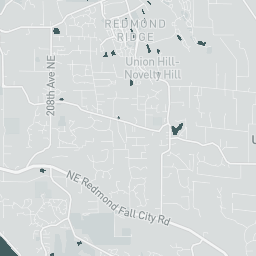 REDMOND
RIDGE
Union Hill-
Novelty Hill
208th Ave NE
NE Redmond Fall City Rd
U